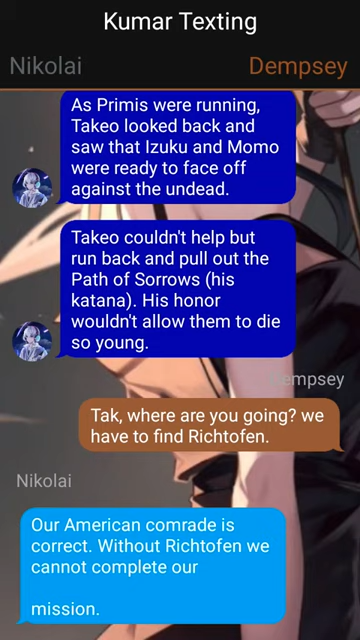 Kumar Texting
Nikolai
Dempsey
As Primis were running,
Takeo looked back and
saw that Izuku and Momo
were ready to face off
against the undead.
Takeo couldn't help but
run back and pull out the
Path of Sorrows (his
katana). His honor
wouldn't allow them to die
so young.
Dempsey
Tak, where are you going? we
have to find Richtofen.
Nikolai
Our American comrade is
correct. Without Richtofen we
cannot complete our
mission.